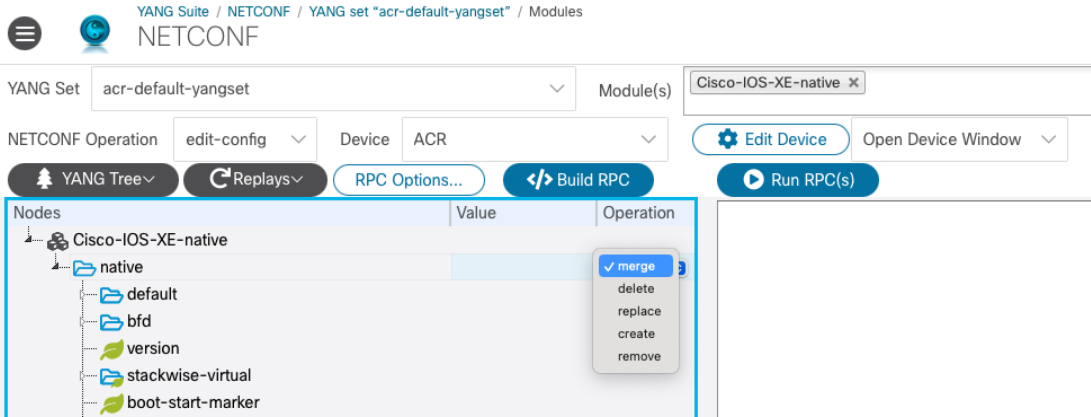 YANG Suite / NETCONF / YANG set “acr-default-yangset” / Modules
NETCONF
YANG Set acr-default-yangset Module(s) Cisco-IOS-XE-native ✖
NETCONF Operation edit-config Device ACR Edit Device Open Device Window
YANG Tree Replays RPC Options... </> Build RPC Run RPC(s)
Nodes Value Operation
Cisco-IOS-XE-native
native ✓ merge
delete
default
replace
bfd
create
version
remove
stackwise-virtual
boot-start-marker